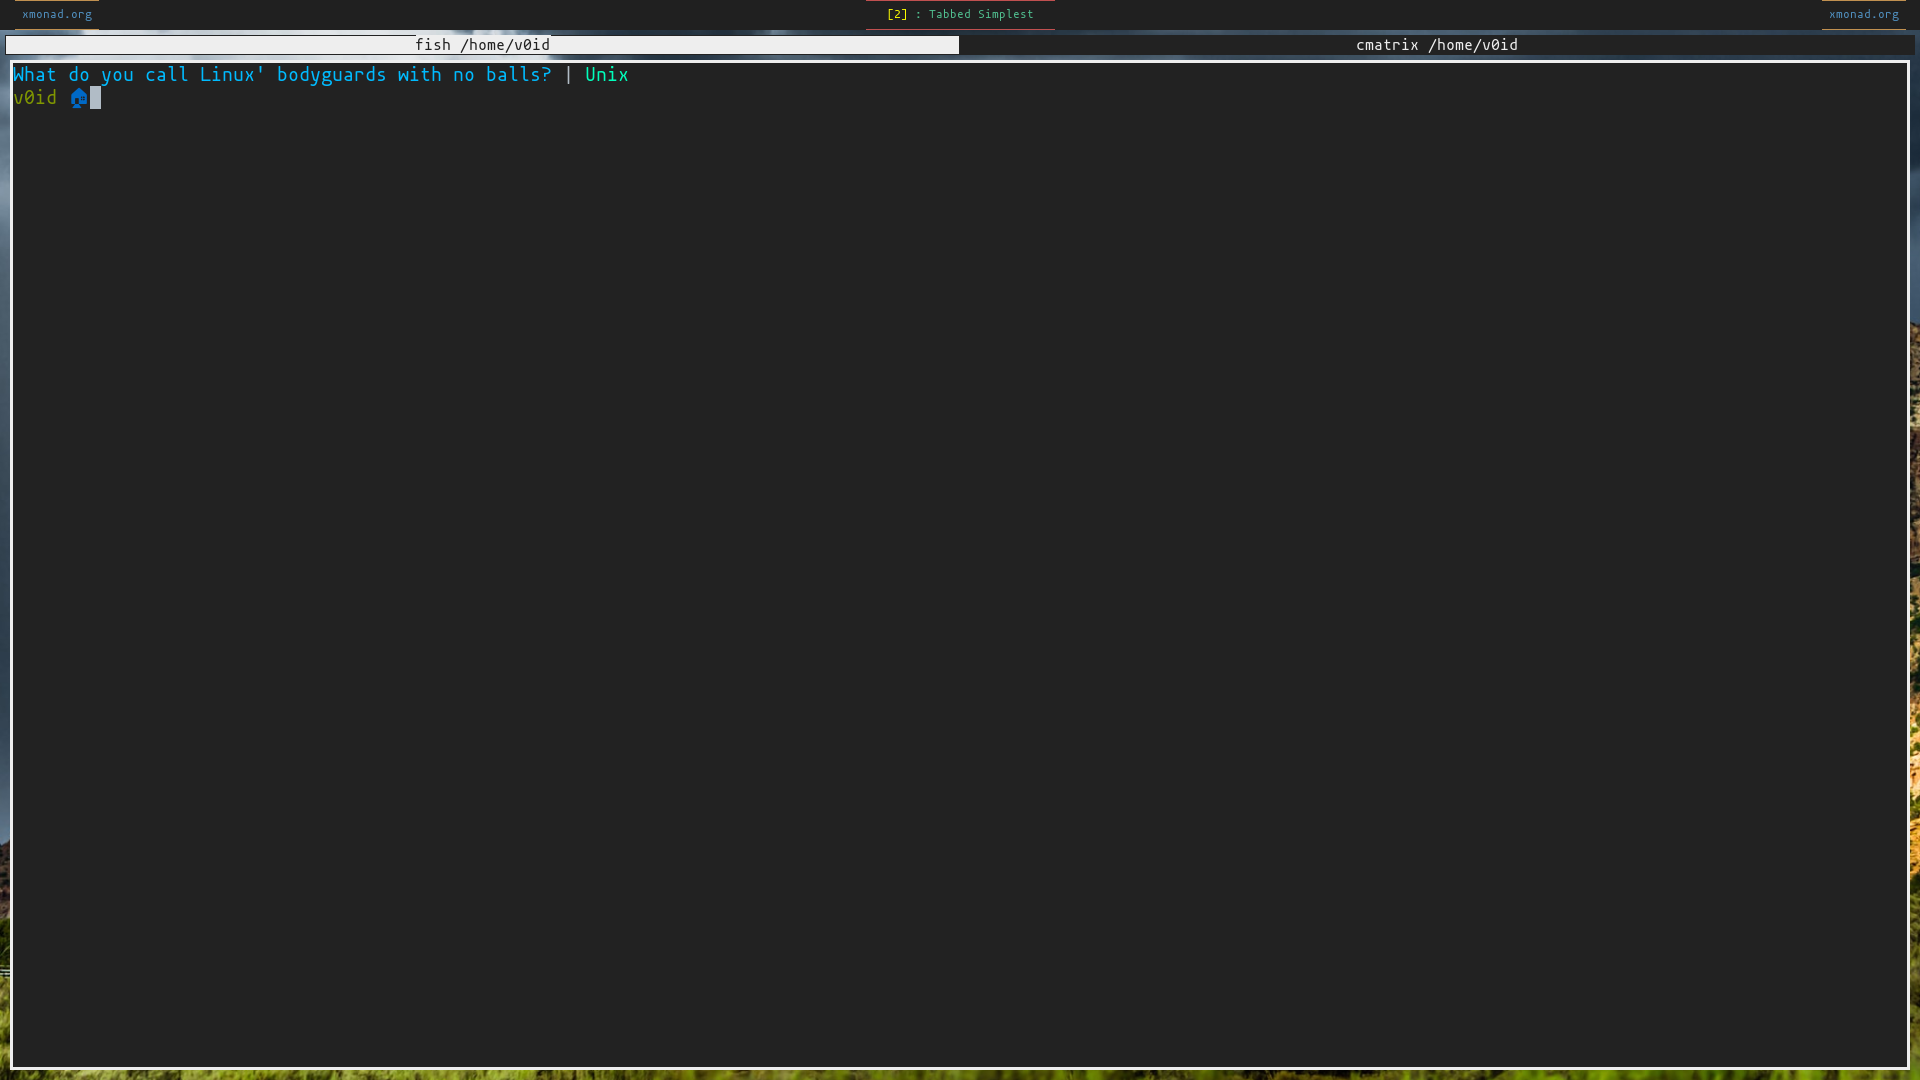 xmonad.org [2] : Tabbed Simplest xmonad.org
fish /home/v0id cmatrix /home/v0id
What do you call Linux' bodyguards with no balls? | Unix
v0id